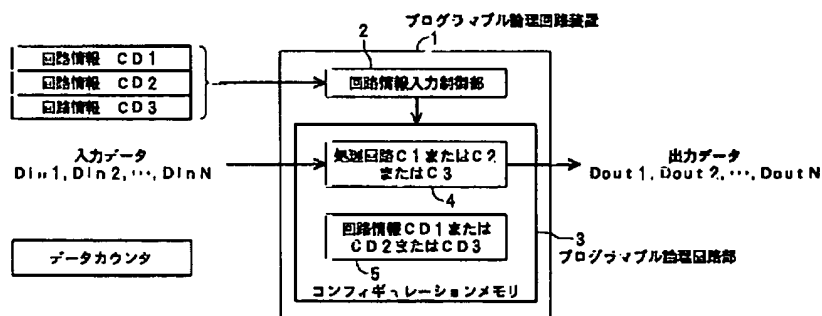 プログラマブル論理回路装置
1
2
回路情報 CD1
回路情報 CD2
回路情報 CD3
回路情報入力制御部
入力データ
Din1, Din2, …, DinN
処理回路C1またはC2
またはC3
4
出力データ
Dout1, Dout2, …, DoutN
回路情報CD1または
CD2またはCD3
5
3
プログラマブル論理回路部
データカウンタ
コンフィギュレーションメモリ